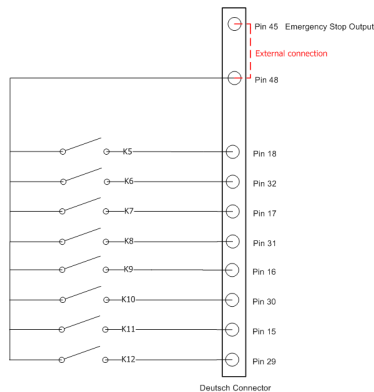 Pin 45 Emergency Stop Output
External connection
Pin 48
K5 Pin 18
K6 Pin 32
K7 Pin 17
K8 Pin 31
K9 Pin 16
K10 Pin 30
K11 Pin 15
K12 Pin 29
Deutsch Connector